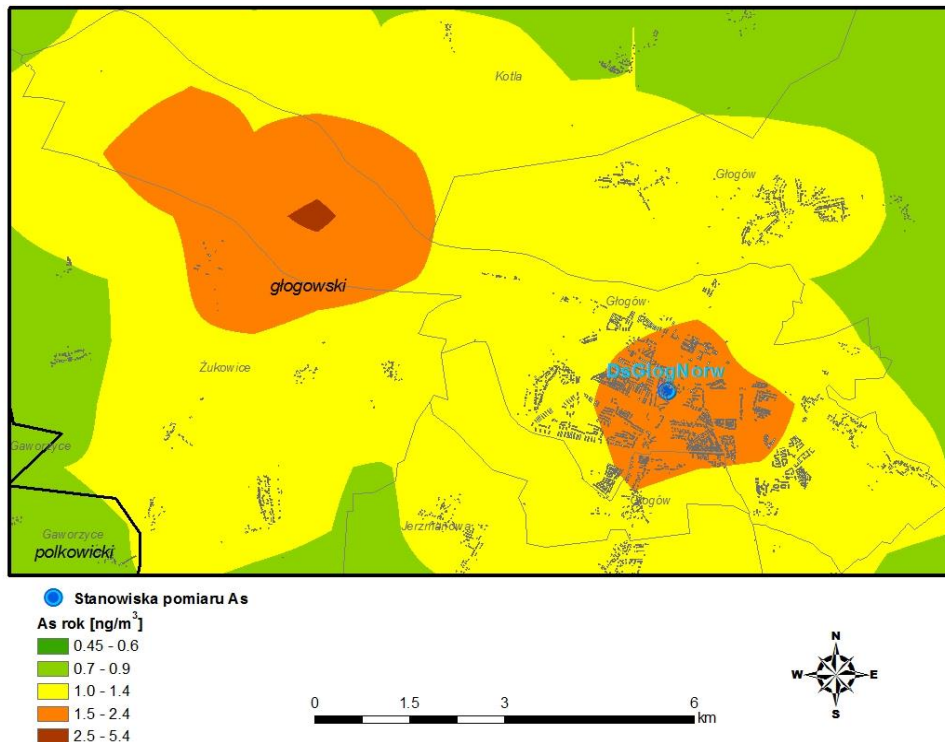 Kotla
Głogów
głogowski
Głogów
Żukowice
DsGlogNorw
Gaworzyce
Głogów
Jerzmanowa
Gaworzyce
polkowicki
Stanowiska pomiaru As
As rok [ng/m³]
0.45 - 0.6
0.7 - 0.9
1.0 - 1.4
1.5 - 2.4
2.5 - 5.4
0 1.5 3 6
km
N
W E
S